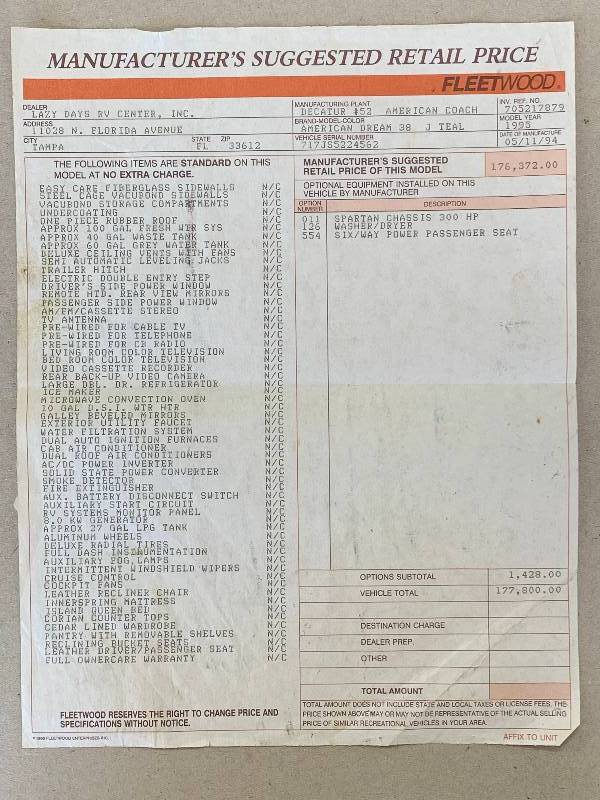 MANUFACTURER'S SUGGESTED RETAIL PRICE
FLEETWOOD
DEALER
LAZY DAYS RV CENTER, INC.
ADDRESS
11028 N. FLORIDA AVENUE
CITY STATE ZIP
TAMPA FL 33612
MANUFACTURING PLANT
DECATUR #52 AMERICAN COACH
BRAND-MODEL-COLOR
AMERICAN DREAM 38 J TEAL
VEHICLE SERIAL NUMBER
717JS5224562
INV. REF. NO.
705217879
MODEL YEAR
1995
DATE OF MANUFACTURE
05/11/94
THE FOLLOWING ITEMS ARE STANDARD ON THIS
MODEL AT NO EXTRA CHARGE.
EASY CARE FIBERGLASS SIDEWALLS N/C
STEEL CAGE VACUBOND SIDEWALLS N/C
VACUBOND STORAGE COMPARTMENTS N/C
UNDERCOATING N/C
ONE PIECE RUBBER ROOF N/C
APPROX 100 GAL FRESH WTR SYS N/C
APPROX 40 GAL WASTE TANK N/C
APPROX 60 GAL GREY WATER TANK N/C
DELUXE CEILING VENTS WITH FANS N/C
SEMI AUTOMATIC LEVELING JACKS N/C
TRAILER HITCH N/C
ELECTRIC DOUBLE ENTRY STEP N/C
DRIVER'S SIDE POWER WINDOW N/C
REMOTE HTD. REAR VIEW MIRRORS N/C
PASSENGER SIDE POWER WINDOW N/C
AM/FM/CASSETTE STEREO N/C
TV ANTENNA N/C
PRE-WIRED FOR CABLE TV N/C
PRE-WIRED FOR TELEPHONE N/C
PRE-WIRED FOR CB RADIO N/C
LIVING ROOM COLOR TELEVISION N/C
BED ROOM COLOR TELEVISION N/C
VIDEO CASSETTE RECORDER N/C
REAR BACK-UP VIDEO CAMERA N/C
LARGE DBL. DR. REFRIGERATOR N/C
ICE MAKER N/C
MICROWAVE CONVECTION OVEN N/C
10 GAL D.S.I. WTR HTR N/C
GALLEY BEVELED MIRRORS N/C
EXTERIOR UTILITY FAUCET N/C
WATER FILTRATION SYSTEM N/C
DUAL AUTO IGNITION FURNACES N/C
CAB AIR CONDITIONER N/C
DUAL ROOF AIR CONDITIONERS N/C
AC/DC POWER INVERTER N/C
SOLID STATE POWER CONVERTER N/C
SMOKE DETECTOR N/C
FIRE EXTINGUISHER N/C
AUX. BATTERY DISCONNECT SWITCH N/C
AUXILIARY START CIRCUIT N/C
RV SYSTEMS MONITOR PANEL N/C
8.0 KW GENERATOR N/C
APPROX 37 GAL LPG TANK N/C
ALUMINUM WHEELS N/C
DELUXE RADIAL TIRES N/C
FULL DASH INSTRUMENTATION N/C
AUXILIARY FOG LAMPS N/C
INTERMITTENT WINDSHIELD WIPERS N/C
CRUISE CONTROL N/C
COCKPIT FANS N/C
LEATHER RECLINER CHAIR N/C
INNERSPRING MATTRESS N/C
ISLAND QUEEN BED N/C
CORIAN COUNTER TOPS N/C
CEDAR LINED WARDROBE N/C
PANTRY WITH REMOVABLE SHELVES N/C
RECLINING BUCKET SEATS N/C
LEATHER DRIVER/PASSENGER SEAT N/C
FULL OWNERCARE WARRANTY N/C
FLEETWOOD RESERVES THE RIGHT TO CHANGE PRICE AND
SPECIFICATIONS WITHOUT NOTICE.
MANUFACTURER'S SUGGESTED
RETAIL PRICE OF THIS MODEL 176,372.00
OPTIONAL EQUIPMENT INSTALLED ON THIS
VEHICLE BY MANUFACTURER
OPTION
NUMBER DESCRIPTION
011 SPARTAN CHASSIS 300 HP
126 WASHER/DRYER
554 SIX/WAY POWER PASSENGER SEAT
OPTIONS SUBTOTAL 1,428.00
VEHICLE TOTAL 177,800.00
DESTINATION CHARGE
DEALER PREP.
OTHER
TOTAL AMOUNT
TOTAL AMOUNT DOES NOT INCLUDE STATE AND LOCAL TAXES OR LICENSE FEES. THE
PRICE SHOWN ABOVE MAY OR MAY NOT BE REPRESENTATIVE OF THE ACTUAL SELLING
PRICE OF SIMILAR RECREATIONAL VEHICLES IN YOUR AREA.
FLEETWOOD ENTERPRISES INC.
AFFIX TO UNIT